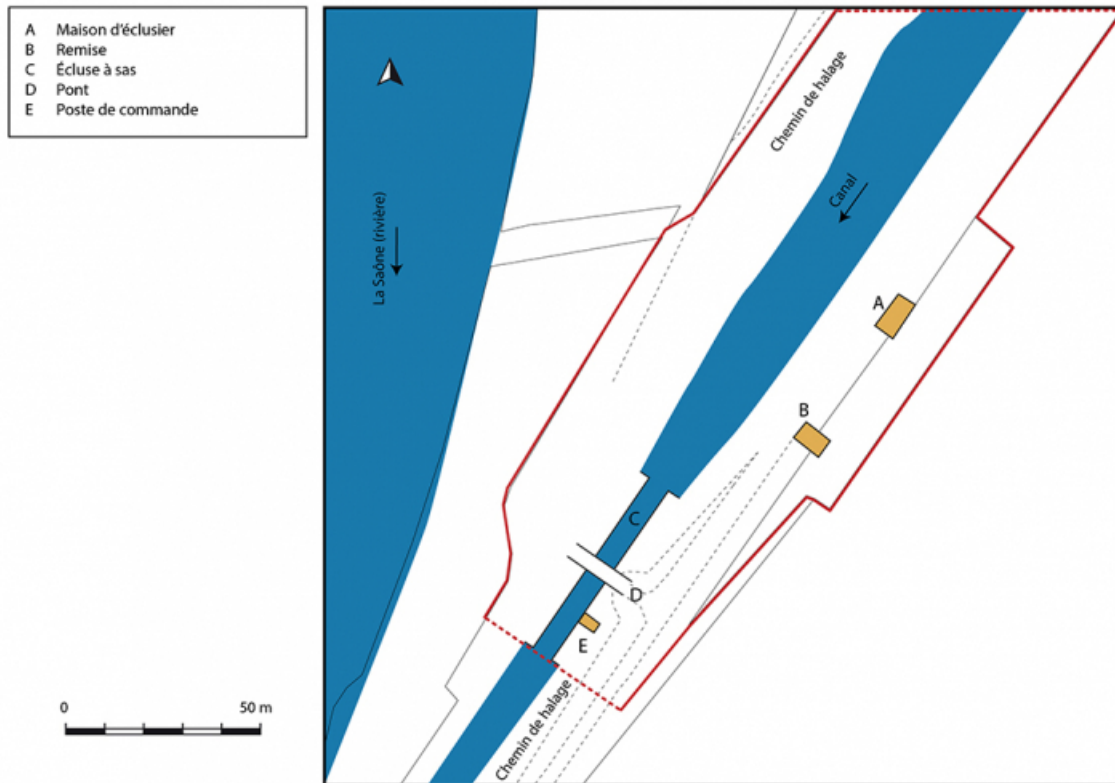 A Maison d'éclusier
B Remise
C Écluse à sas
D Pont
E Poste de commande
Chemin de halage
La Saône (rivière)
Canal
A
B
C
D
E
Chemin de halage
0 50 m